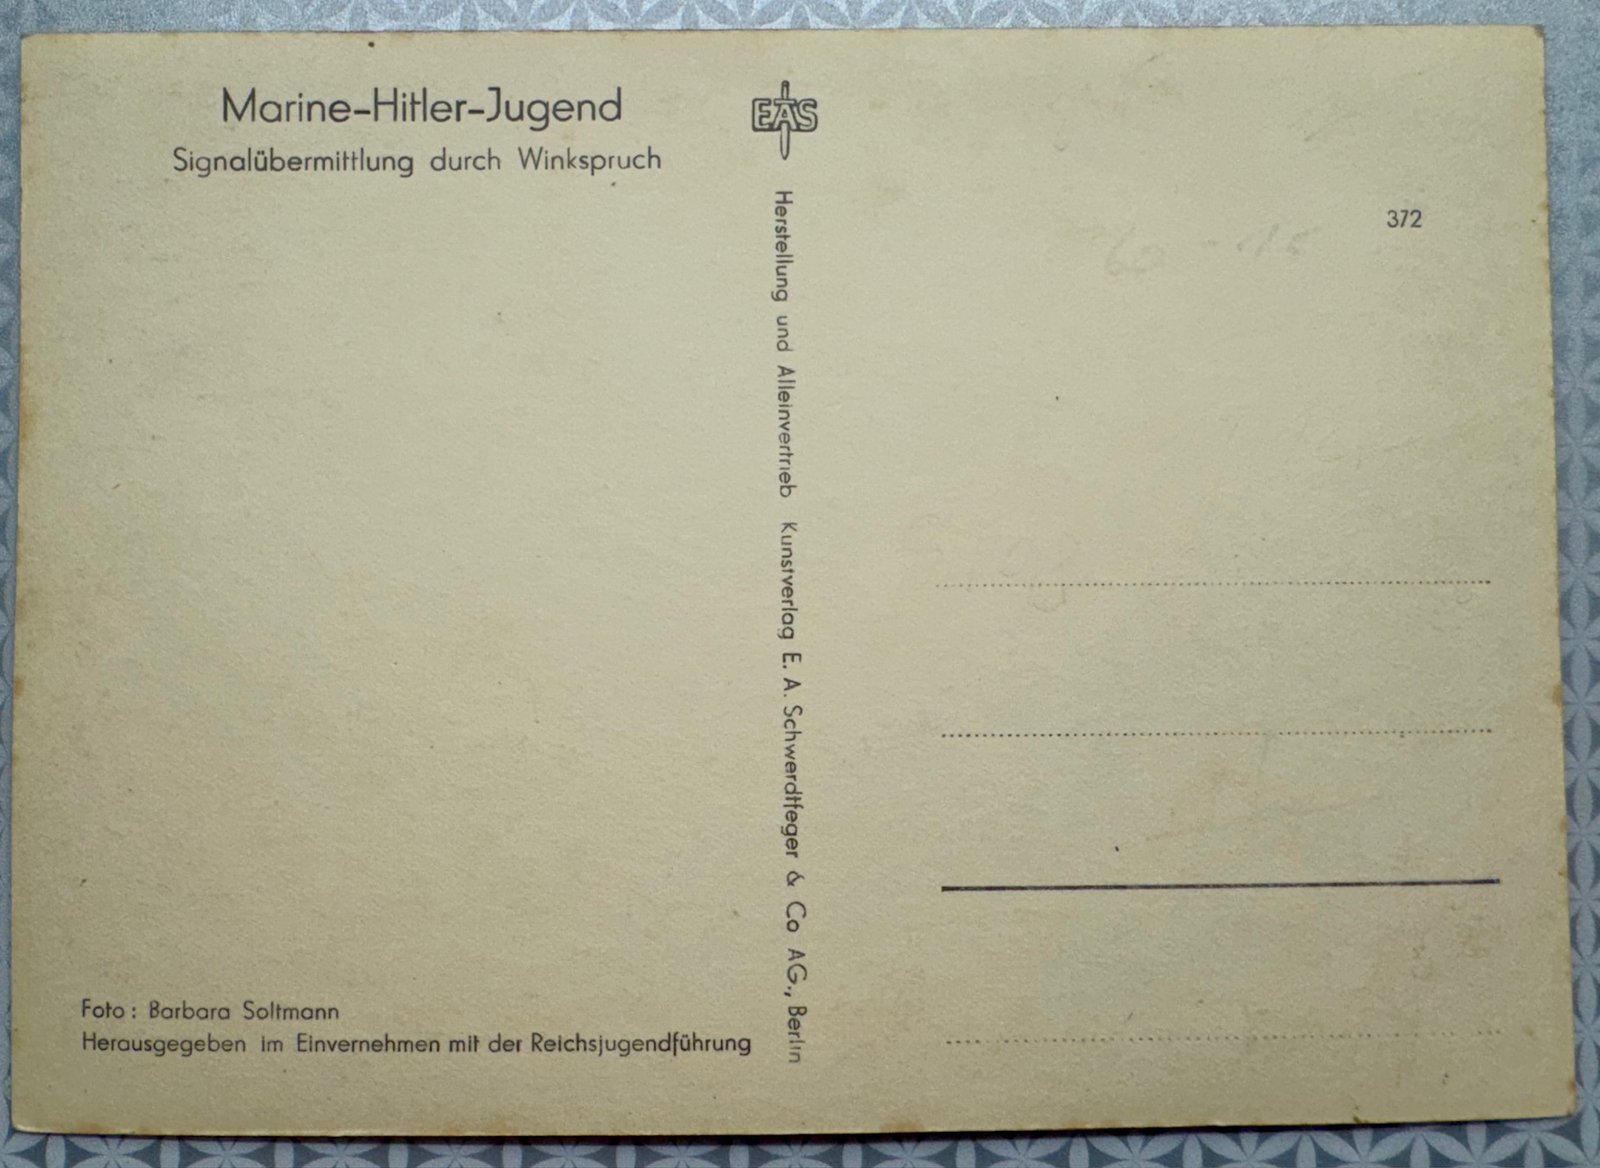 Marine-Hitler-Jugend
Signalübermittlung durch Winkspruch
EAS
Herstellung und Alleinvertrieb Kunstverlag E. A. Schwerdtfeger & Co AG., Berlin
372
Foto: Barbara Soltmann
Herausgegeben im Einvernehmen mit der Reichsjugendführung